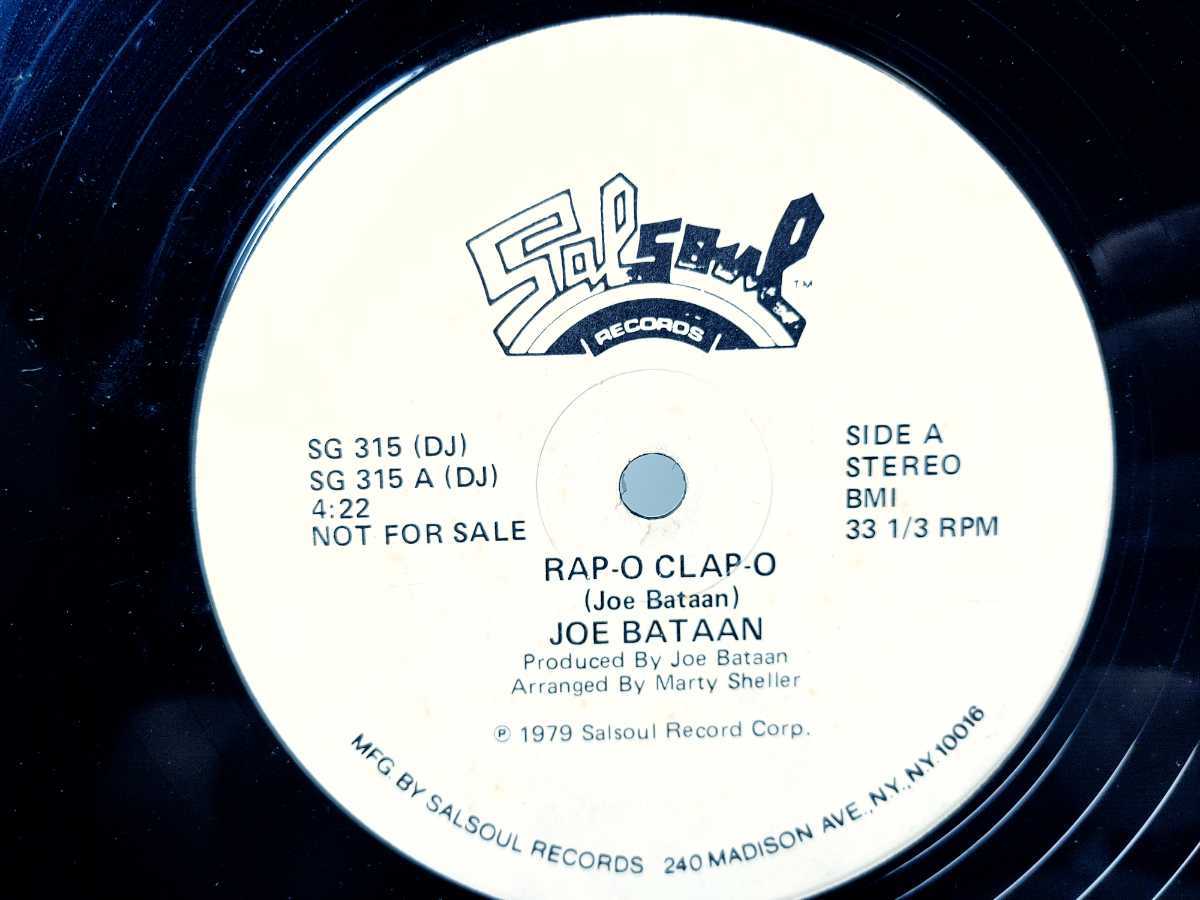 Salsoul TM
RECORDS
SG 315 (DJ)
SG 315 A (DJ)
4:22
NOT FOR SALE
SIDE A
STEREO
BMI
33 1/3 RPM
RAP-O CLAP-O
(Joe Bataan)
JOE BATAAN
Produced By Joe Bataan
Arranged By Marty Sheller
℗ 1979 Salsoul Record Corp.
MFG. BY SALSOUL RECORDS 240 MADISON AVE., N.Y., N.Y. 10016